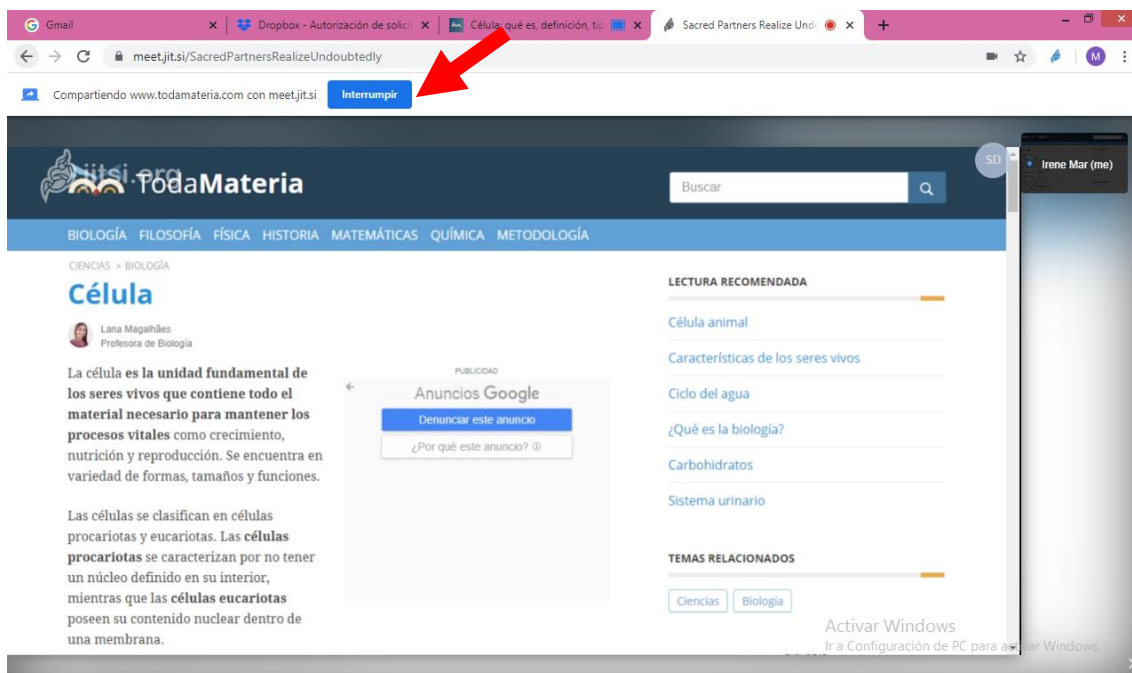 Gmail
Dropbox - Autorización de solicit
Célula: qué es, definición, tip
Sacred Partners Realize Undo
meet.jit.si/SacredPartnersRealizeUndoubtedly
M
Compartiendo www.todamateria.com con meet.jit.si
Interrumpir
jitsi.org
TodaMateria
Buscar
SD
Irene Mar (me)
BIOLOGÍA FILOSOFÍA FÍSICA HISTORIA MATEMÁTICAS QUÍMICA METODOLOGÍA
CIENCIAS > BIOLOGÍA
Célula
Lana Magalhães
Profesora de Biología
La célula es la unidad fundamental de
los seres vivos que contiene todo el
material necesario para mantener los
procesos vitales como crecimiento,
nutrición y reproducción. Se encuentra en
variedad de formas, tamaños y funciones.
Las células se clasifican en células
procariotas y eucariotas. Las células
procariotas se caracterizan por no tener
un núcleo definido en su interior,
mientras que las células eucariotas
poseen su contenido nuclear dentro de
una membrana.
PUBLICIDAD
Anuncios Google
Denunciar este anuncio
¿Por qué este anuncio?
LECTURA RECOMENDADA
Célula animal
Características de los seres vivos
Ciclo del agua
¿Qué es la biología?
Carbohidratos
Sistema urinario
TEMAS RELACIONADOS
Ciencias
Biología
Activar Windows
Ir a Configuración de PC para activar Windows.